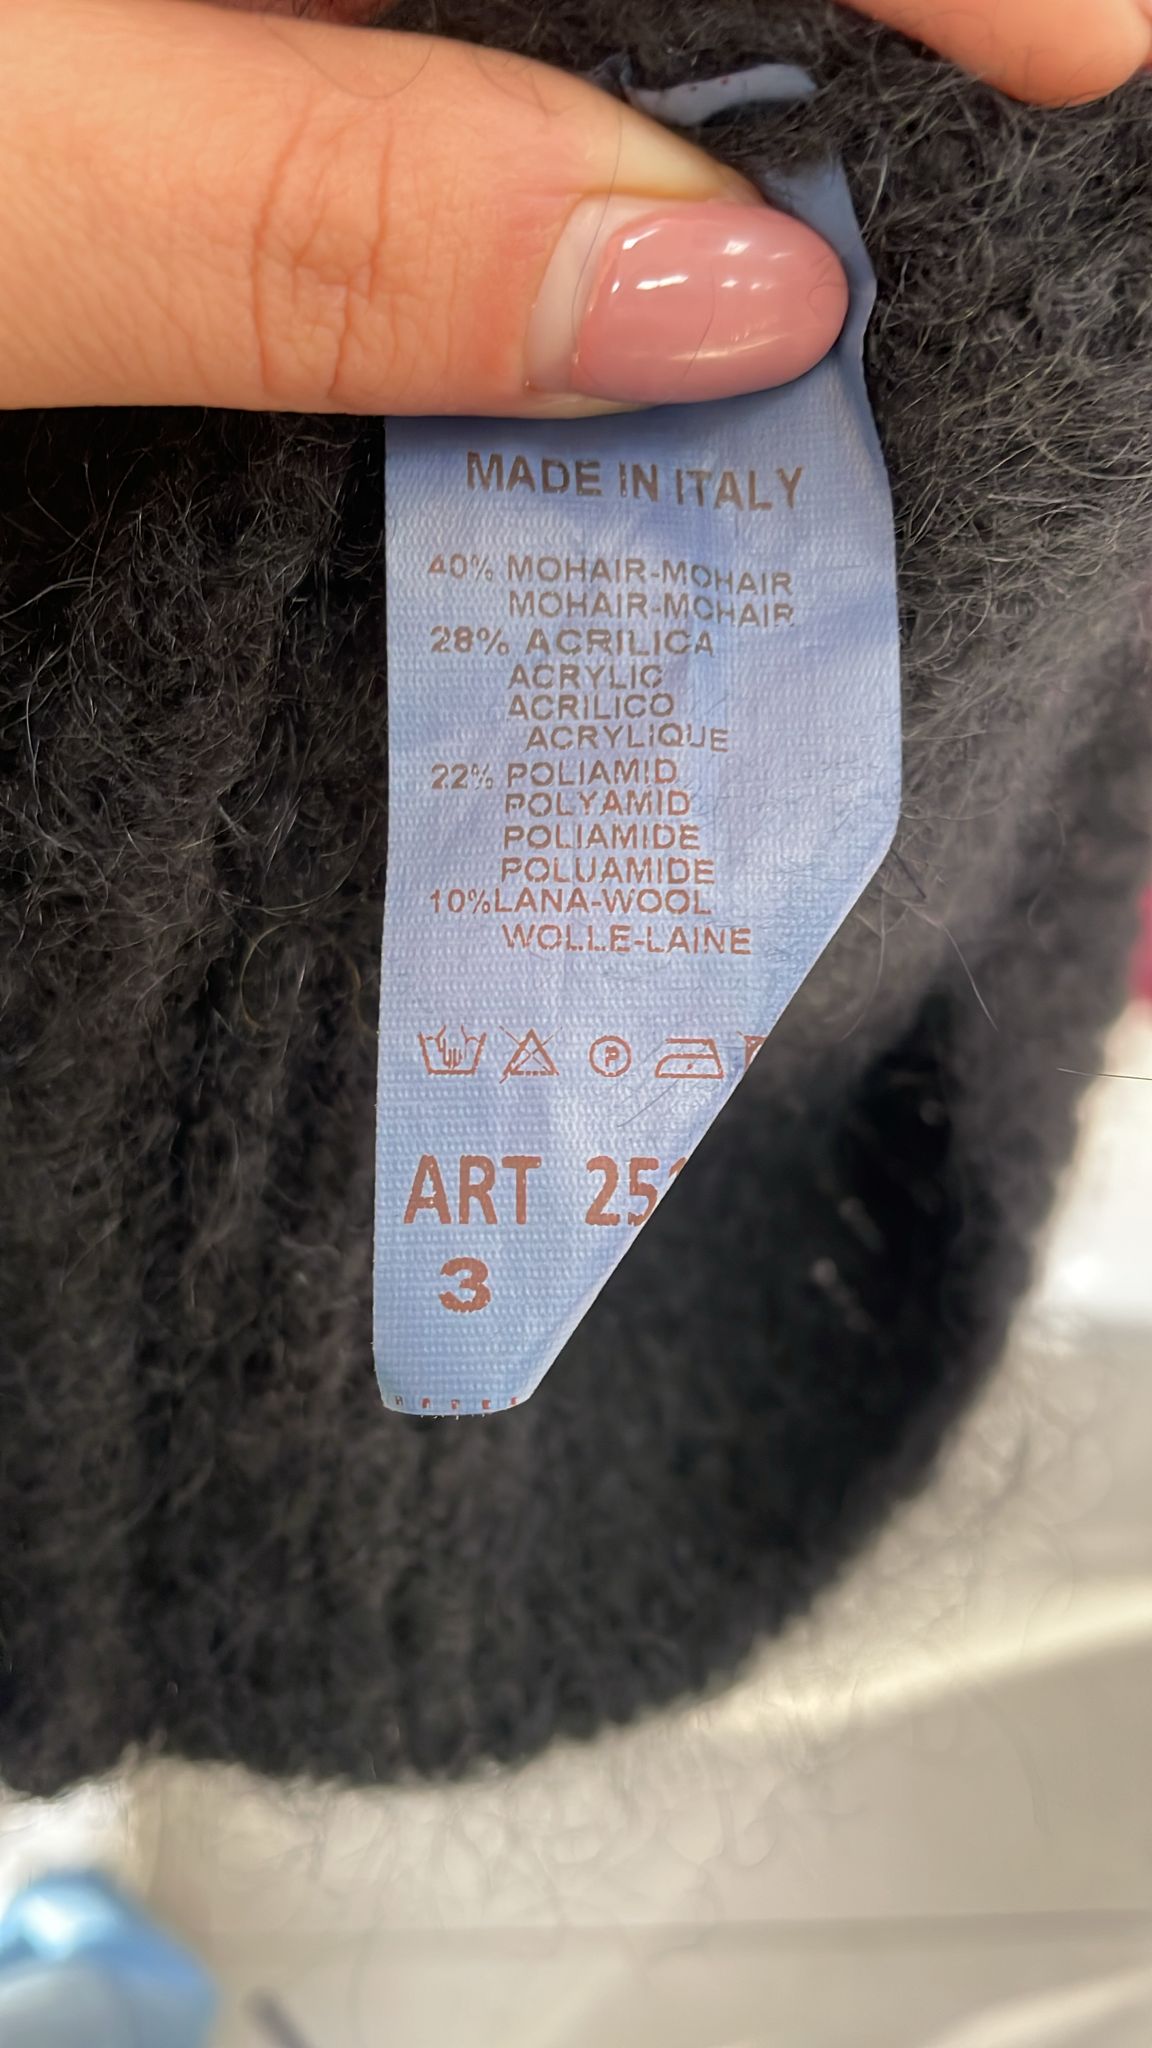 MADE IN ITALY
40% MOHAIR-MOHAIR
MOHAIR-MOHAIR
28% ACRILICA
ACRYLIC
ACRILICO
ACRYLIQUE
22% POLIAMID
POLYAMID
POLIAMIDE
POLUAMIDE
10%LANA-WOOL
WOLLE-LAINE
P
ART 25
3